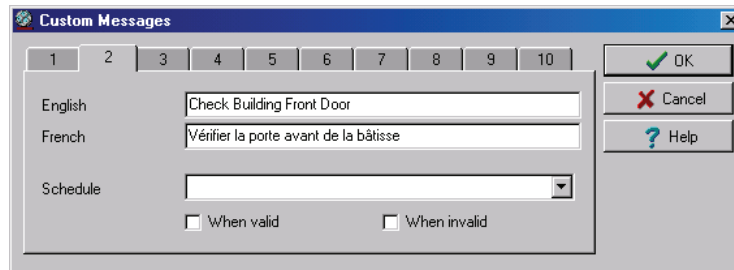 Custom Messages
1 2 3 4 5 6 7 8 9 10
English Check Building Front Door
French Vérifier la porte avant de la bâtisse
Schedule
When valid When invalid
OK
Cancel
Help